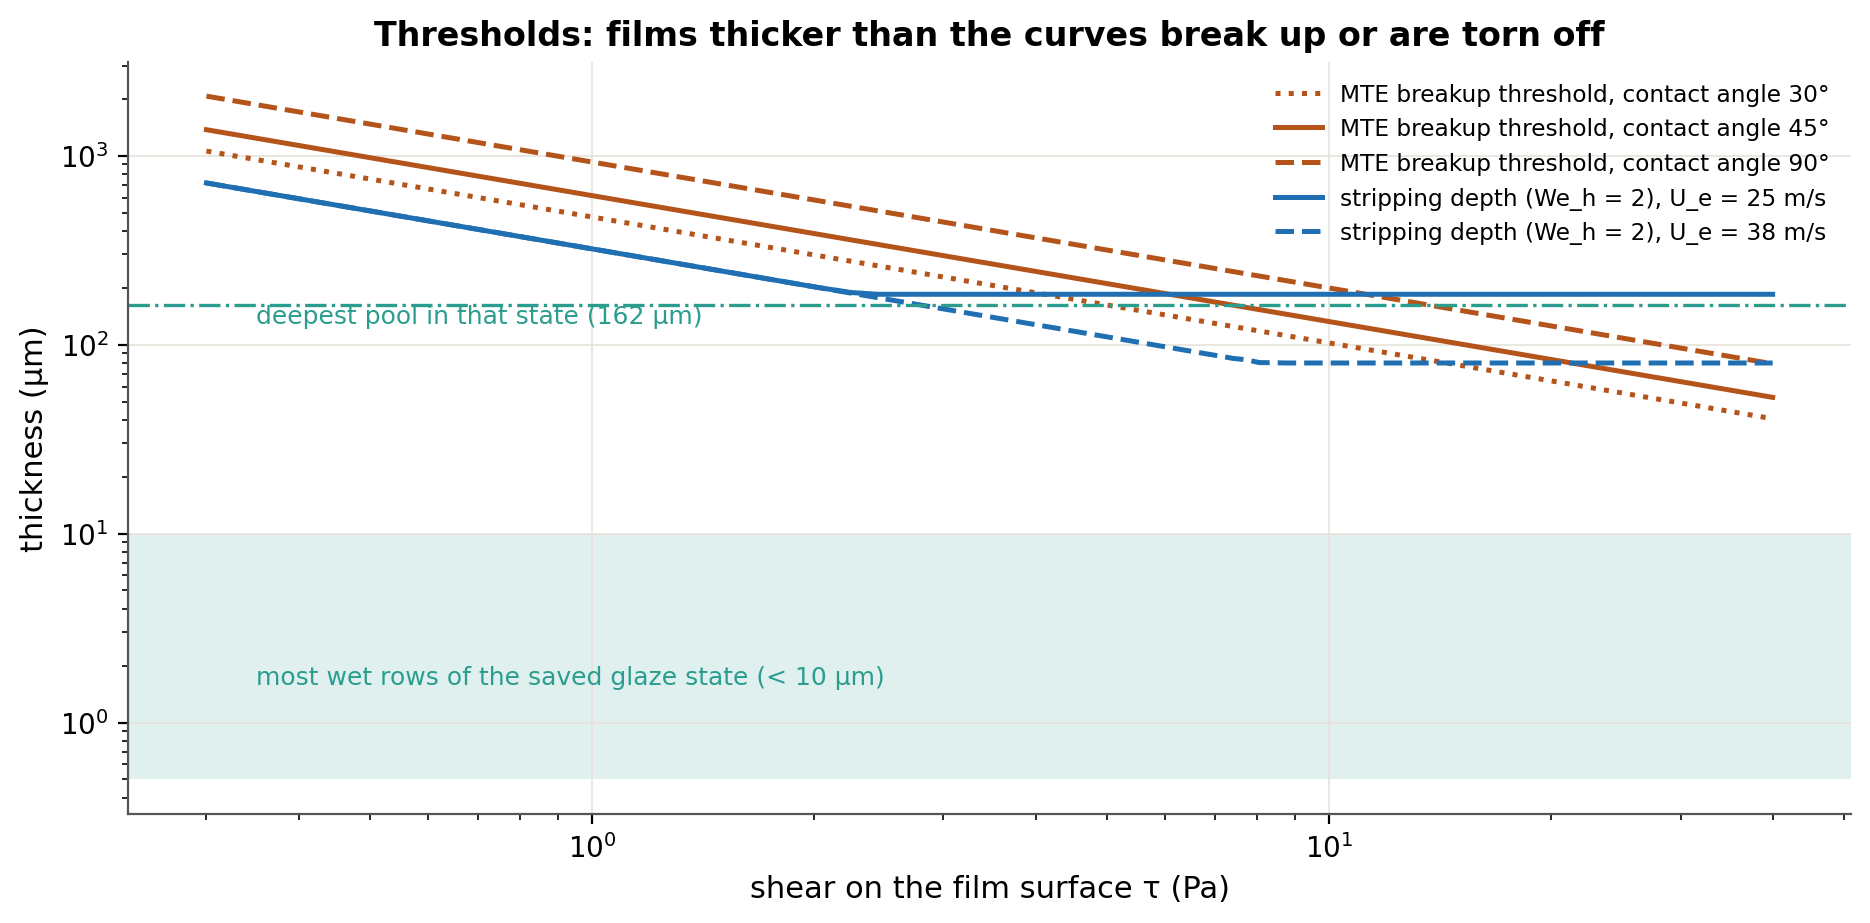 Thresholds: films thicker than the curves break up or are torn off
MTE breakup threshold, contact angle 30°
MTE breakup threshold, contact angle 45°
MTE breakup threshold, contact angle 90°
stripping depth (We_h = 2), U_e = 25 m/s
stripping depth (We_h = 2), U_e = 38 m/s
thickness (μm)
10³
10²
10¹
10⁰
deepest pool in that state (162 μm)
most wet rows of the saved glaze state (< 10 μm)
10⁰
10¹
shear on the film surface τ (Pa)